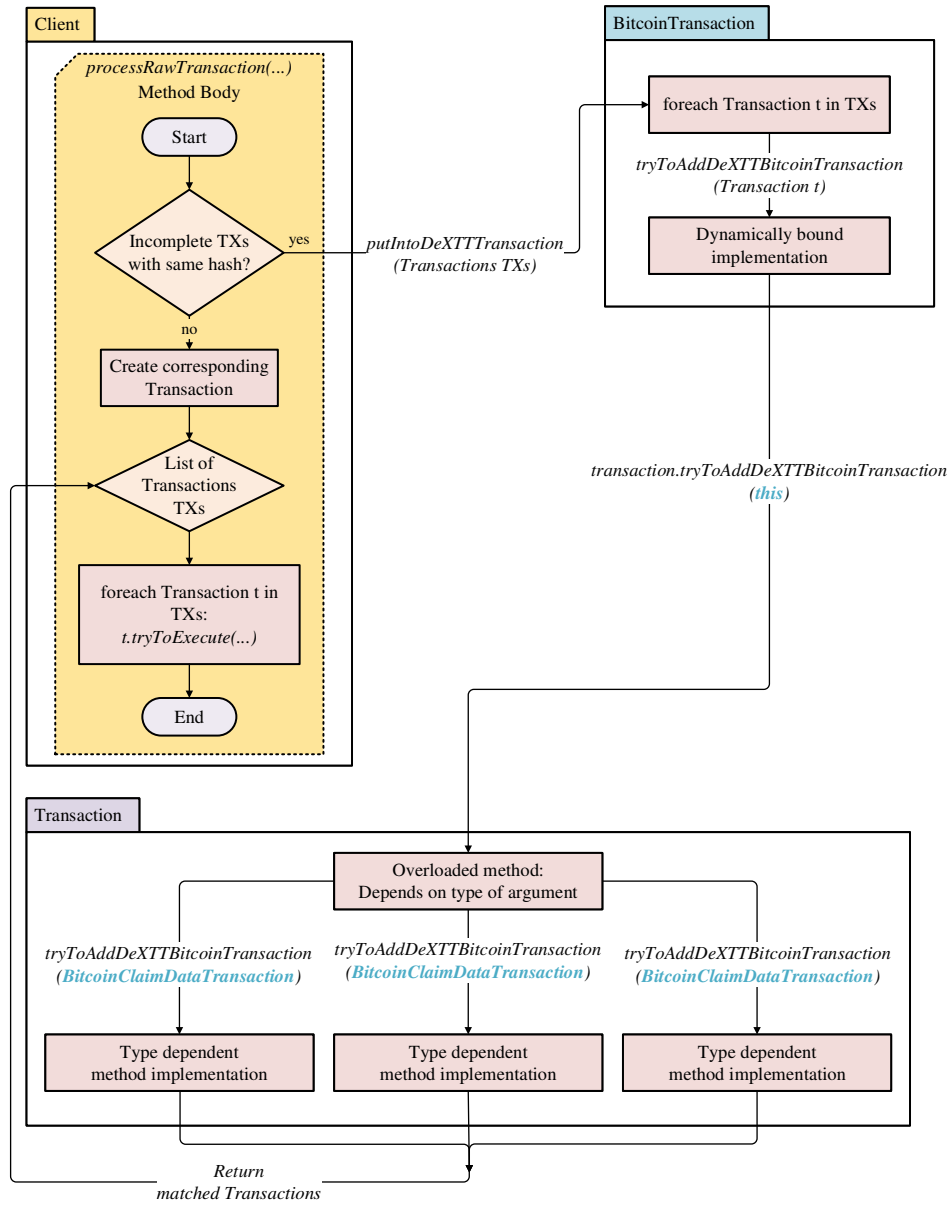 Client
processRawTransaction(...)
Method Body
Start
Incomplete TXs
with same hash?
yes
no
Create corresponding
Transaction
List of
Transactions
TXs
foreach Transaction t in
TXs:
t.tryToExecute(...)
End
putIntoDeXTTTransaction
(Transactions TXs)
BitcoinTransaction
foreach Transaction t in TXs
tryToAddDeXTTBitcoinTransaction
(Transaction t)
Dynamically bound
implementation
transaction.tryToAddDeXTTBitcoinTransaction
(this)
Transaction
Overloaded method:
Depends on type of argument
tryToAddDeXTTBitcoinTransaction
(BitcoinClaimDataTransaction)
tryToAddDeXTTBitcoinTransaction
(BitcoinClaimDataTransaction)
tryToAddDeXTTBitcoinTransaction
(BitcoinClaimDataTransaction)
Type dependent
method implementation
Type dependent
method implementation
Type dependent
method implementation
Return
matched Transactions